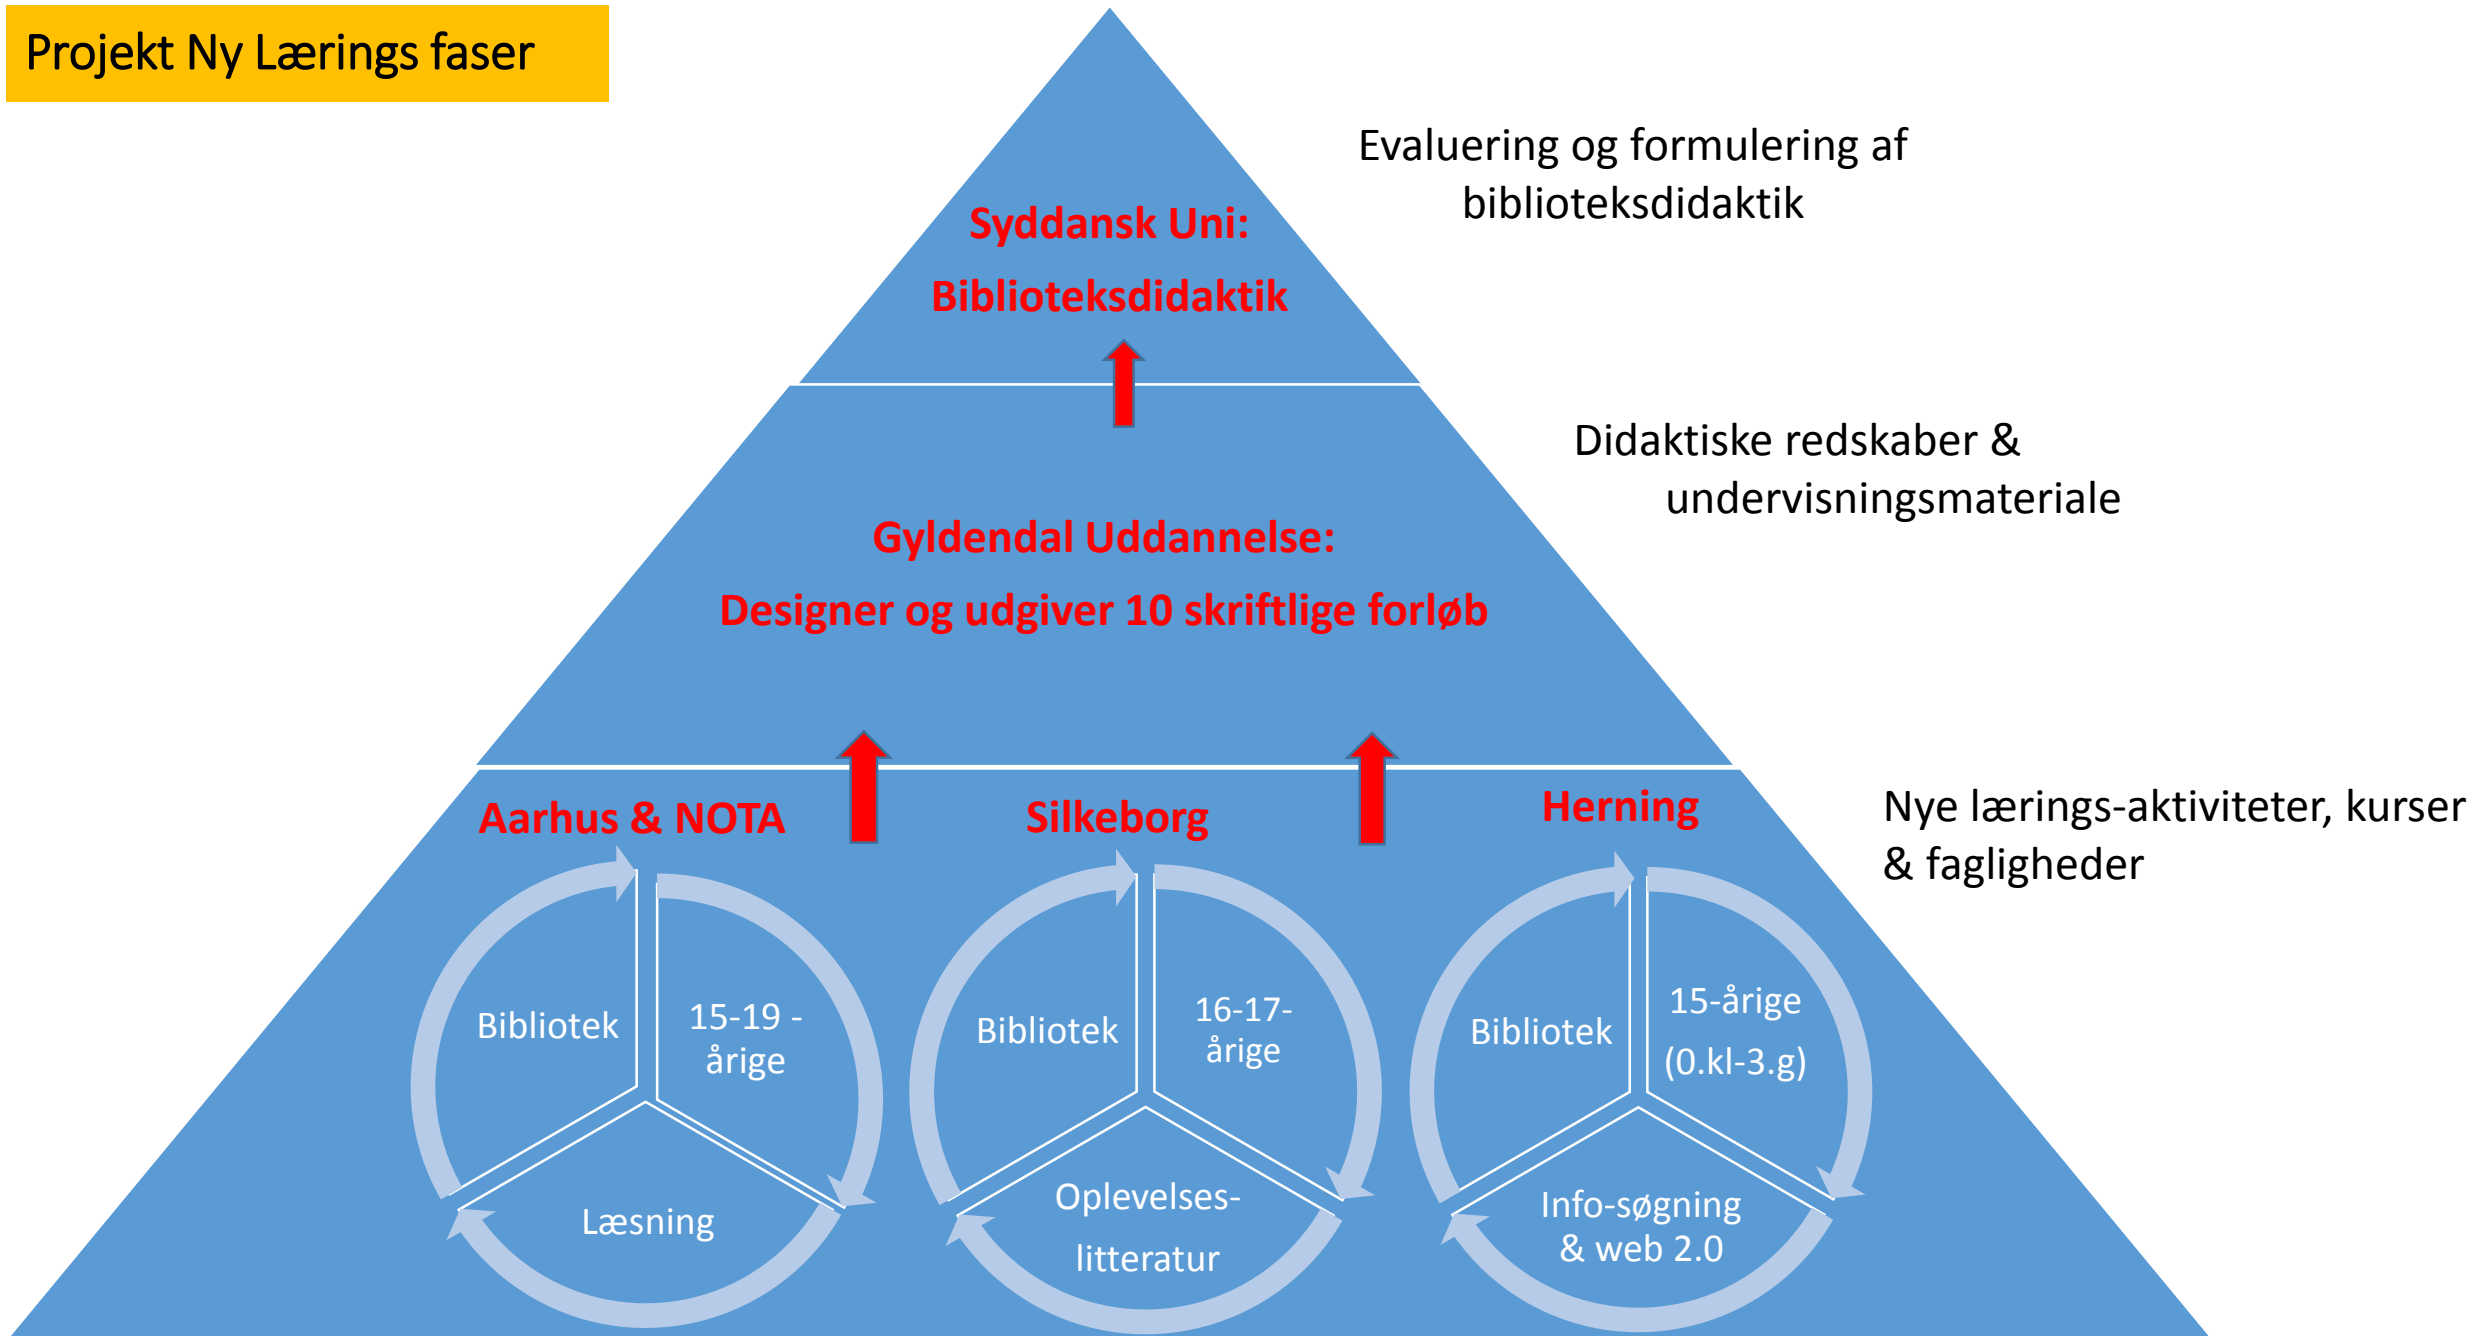 Projekt Ny Lærings faser
Evaluering og formulering af
biblioteksdidaktik
Syddansk Uni:
Biblioteksdidaktik
Didaktiske redskaber &
undervisningsmateriale
Gyldendal Uddannelse:
Designer og udgiver 10 skriftlige forløb
Nye lærings-aktiviteter, kurser
& fagligheder
Aarhus & NOTA
Bibliotek
15-19 -
årige
Læsning
Silkeborg
Bibliotek
16-17-
årige
Oplevelses-
litteratur
Herning
Bibliotek
15-årige
(0.kl-3.g)
Info-søgning
& web 2.0